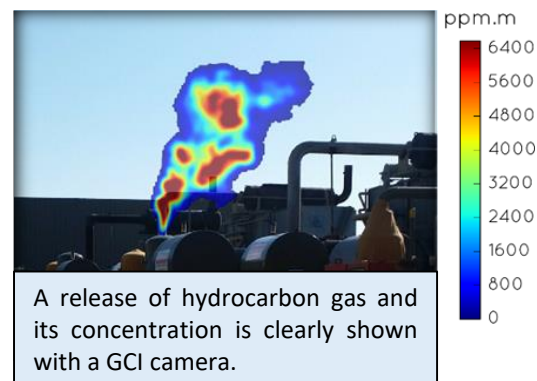 ppm.m
6400
5600
4800
4000
3200
2400
1600
800
0
A release of hydrocarbon gas and
its concentration is clearly shown
with a GCI camera.